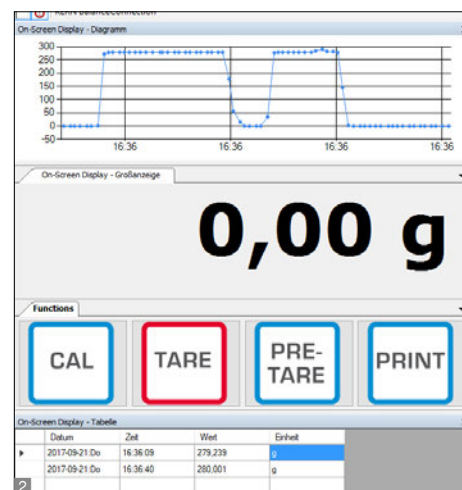 KERN BalanceConnection
On-Screen Display - Diagramm
300
250
200
150
100
50
0
-50
16:36 16:36 16:36 16:36
On-Screen Display - Großanzeige
0,00 g
Functions
CAL
TARE
PRE-
TARE
PRINT
On-Screen Display - Tabelle
Datum Zeit Wert Einheit
2017-09-21:Do 16:36:09 279,239 g
2017-09-21:Do 16:36:40 280,001 g
2